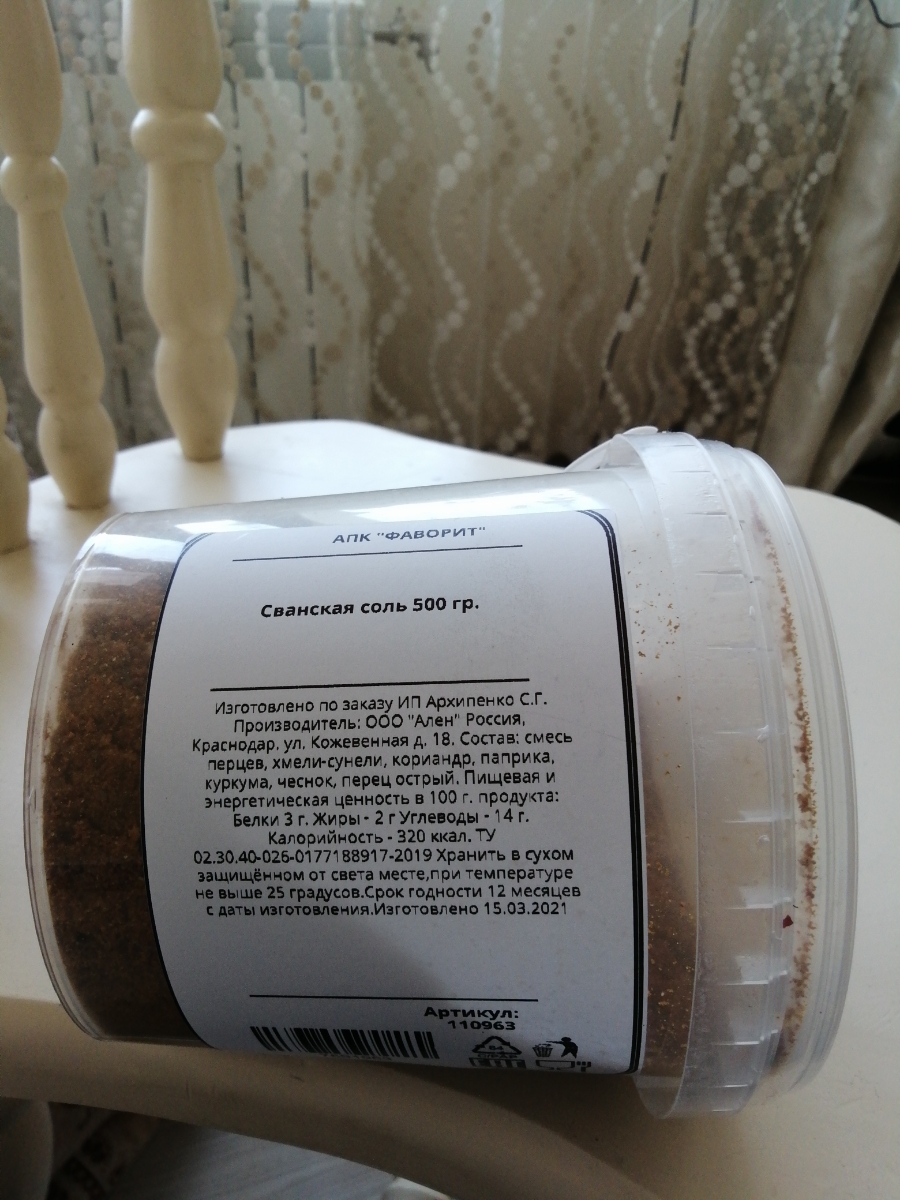 АПК "ФАВОРИТ"
Сванская соль 500 гр.
Изготовлено по заказу ИП Архипенко С.Г.
Производитель: ООО "Ален" Россия,
Краснодар, ул. Кожевенная д. 18. Состав: смесь
перцев, хмели-сунели, кориандр, паприка,
куркума, чеснок, перец острый. Пищевая и
энергетическая ценность в 100 г. продукта:
Белки 3 г. Жиры - 2 г Углеводы - 14 г.
Калорийность - 320 ккал. ТУ
02.30.40-026-0177188917-2019 Хранить в сухом
защищённом от света месте,при температуре
не выше 25 градусов.Срок годности 12 месяцев
с даты изготовления.Изготовлено 15.03.2021
Артикул:
110963
84